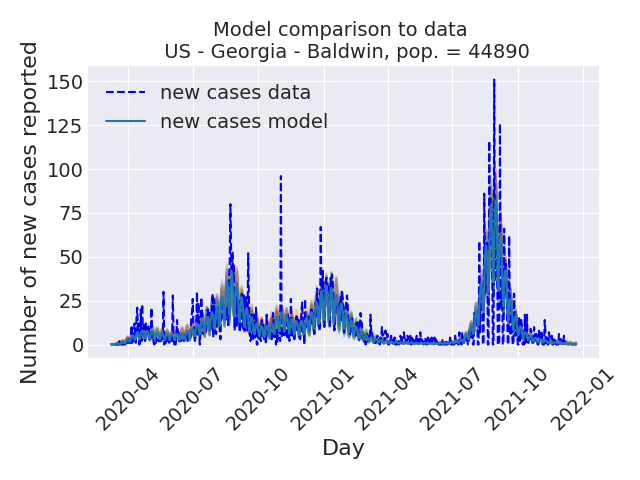 Model comparison to data
US - Georgia - Baldwin, pop. = 44890
Number of new cases reported
150
125
100
75
50
25
0
new cases data
new cases model
2020-04
2020-07
2020-10
2021-01
2021-04
2021-07
2021-10
2022-01
Day